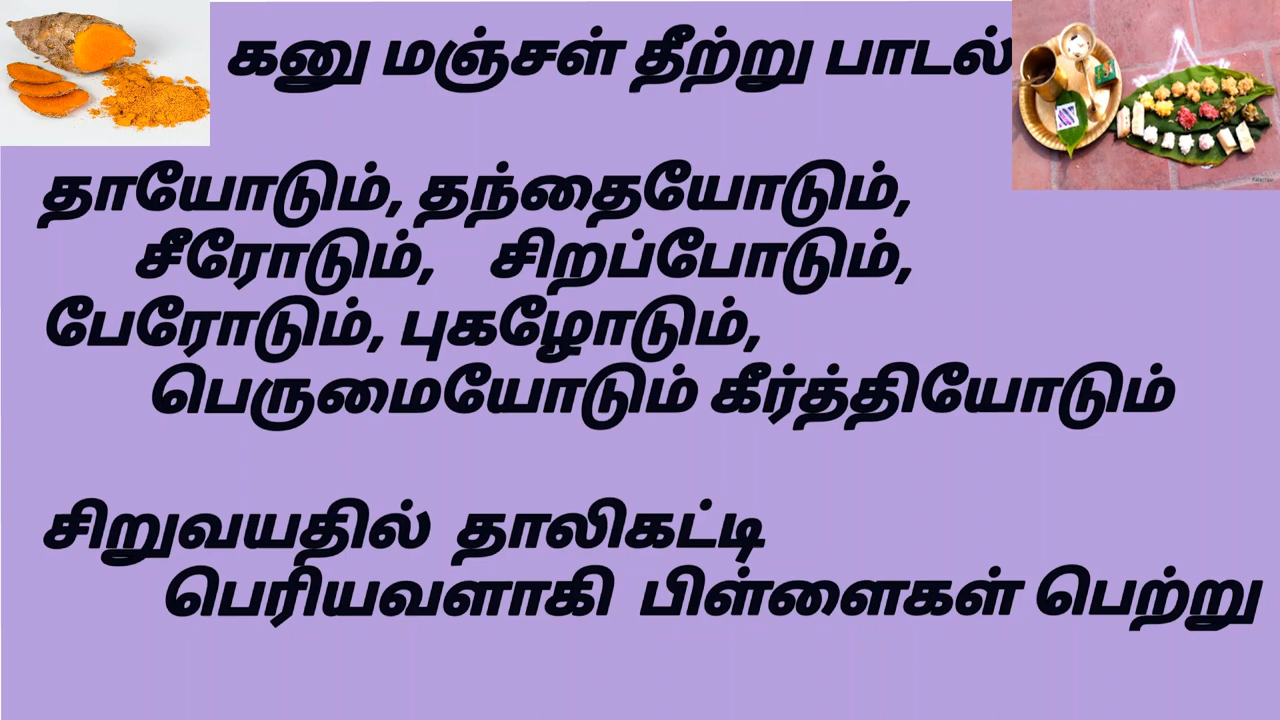 கனு மஞ்சள் தீற்று பாடல்
தாயோடும், தந்தையோடும்,
சீரோடும், சிறப்போடும்,
பேரோடும், புகழோடும்,
பெருமையோடும் கீர்த்தியோடும்
சிறுவயதில் தாலிகட்டி
பெரியவளாகி பிள்ளைகள் பெற்று